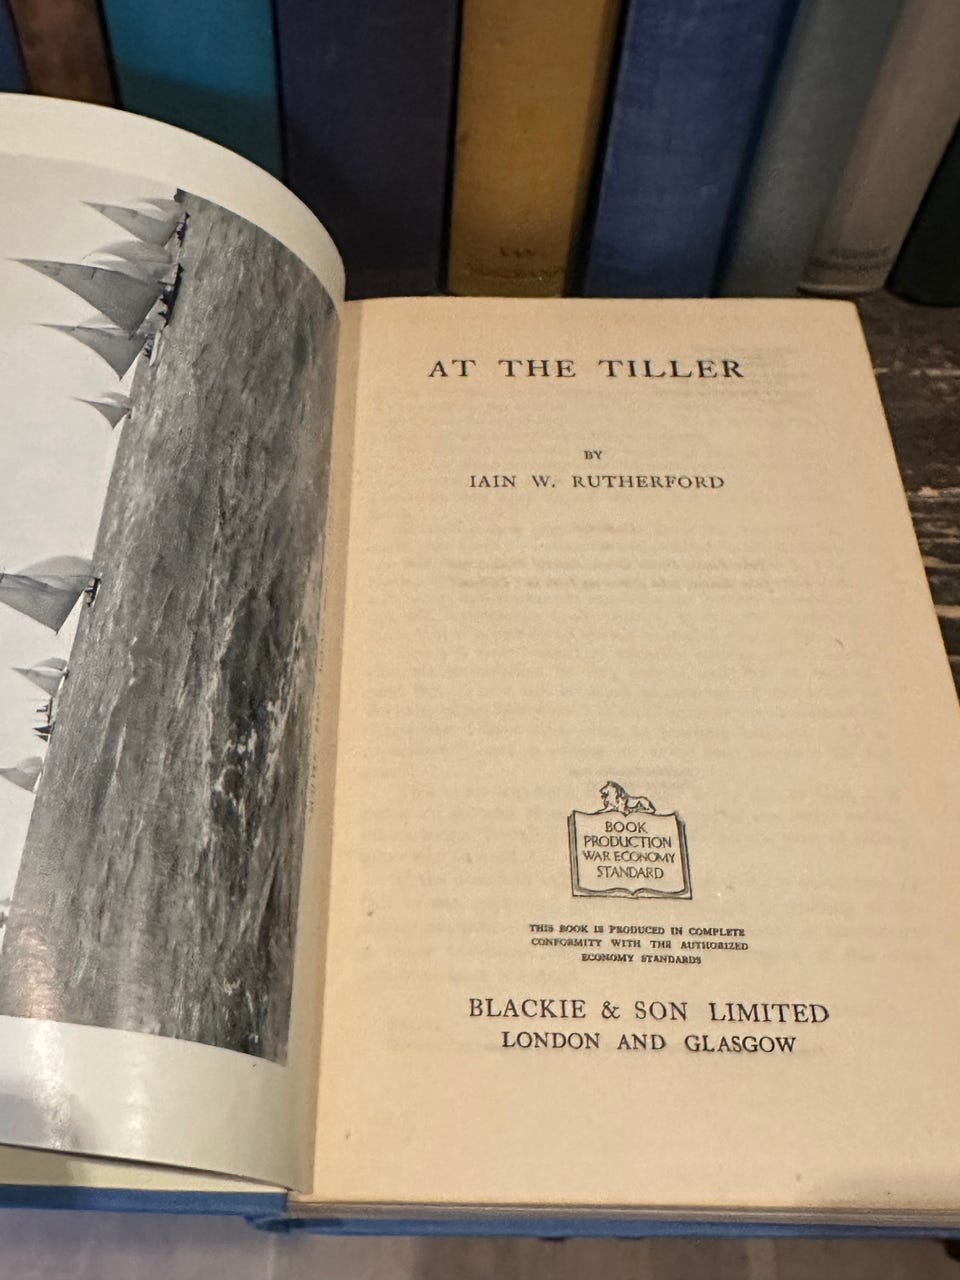 AT THE TILLER
BY
IAIN W. RUTHERFORD
BOOK
PRODUCTION
WAR ECONOMY
STANDARD
THIS BOOK IS PRODUCED IN COMPLETE
CONFORMITY WITH THE AUTHORIZED
ECONOMY STANDARDS
BLACKIE & SON LIMITED
LONDON AND GLASGOW